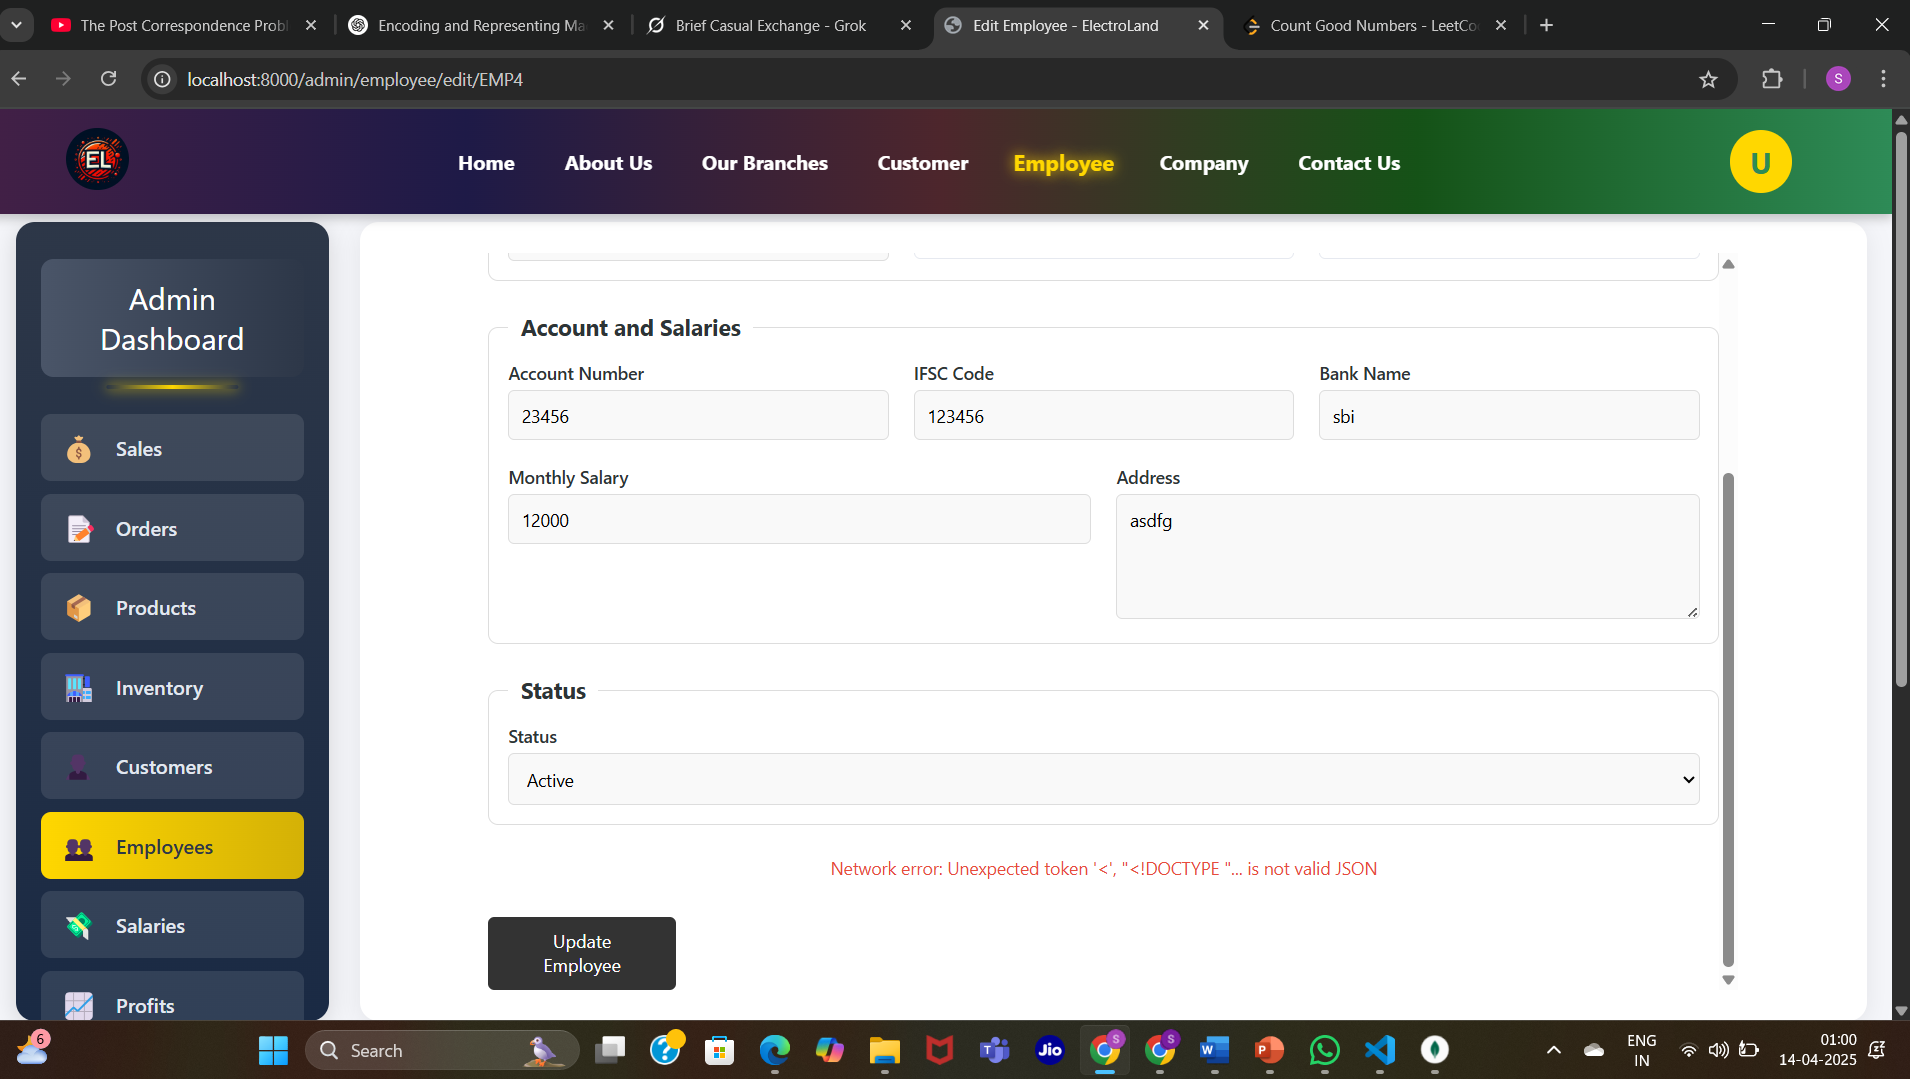 The Post Correspondence Probl
Encoding and Representing Ma
Brief Casual Exchange - Grok
Edit Employee - ElectroLand
Count Good Numbers - LeetCo
localhost:8000/admin/employee/edit/EMP4
S
EL
Home
About Us
Our Branches
Customer
Employee
Company
Contact Us
U
Admin
Dashboard
Sales
Orders
Products
Inventory
Customers
Employees
Salaries
Profits
Account and Salaries
Account Number
IFSC Code
Bank Name
23456
123456
sbi
Monthly Salary
Address
12000
asdfg
Status
Status
Active
Network error: Unexpected token '<', "<!DOCTYPE "... is not valid JSON
Update
Employee
6
Search
Jio
S
S
ENG
IN
01:00
14-04-2025